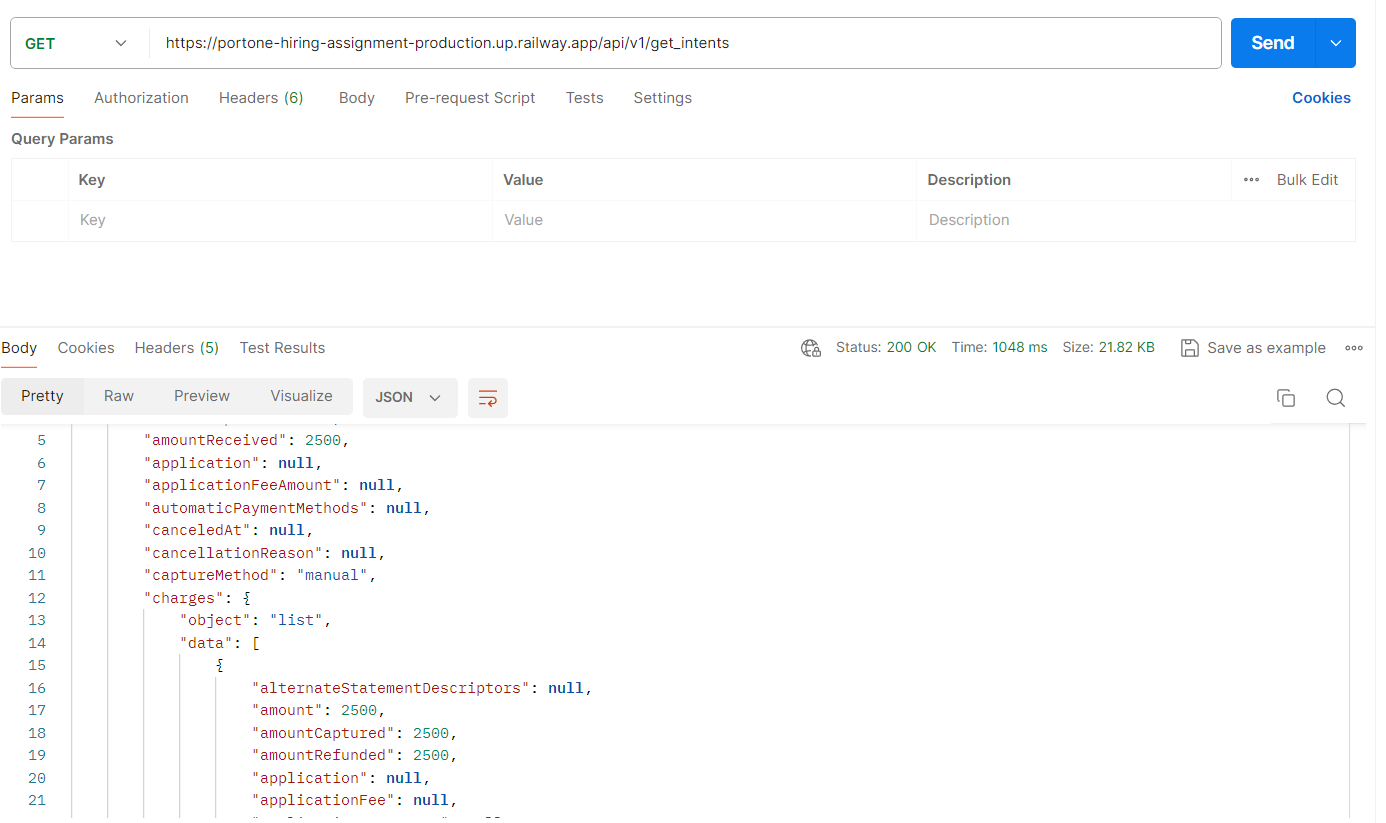 GET https://portone-hiring-assignment-production.up.railway.app/api/v1/get_intents Send
Params Authorization Headers (6) Body Pre-request Script Tests Settings Cookies
Query Params
Key Value Description ••• Bulk Edit
Key Value Description
Body Cookies Headers (5) Test Results Status: 200 OK Time: 1048 ms Size: 21.82 KB Save as example
Pretty Raw Preview Visualize JSON
5 "amountReceived": 2500,
6 "application": null,
7 "applicationFeeAmount": null,
8 "automaticPaymentMethods": null,
9 "canceledAt": null,
10 "cancellationReason": null,
11 "captureMethod": "manual",
12 "charges": {
13 "object": "list",
14 "data": [
15 {
16 "alternateStatementDescriptors": null,
17 "amount": 2500,
18 "amountCaptured": 2500,
19 "amountRefunded": 2500,
20 "application": null,
21 "applicationFee": null,